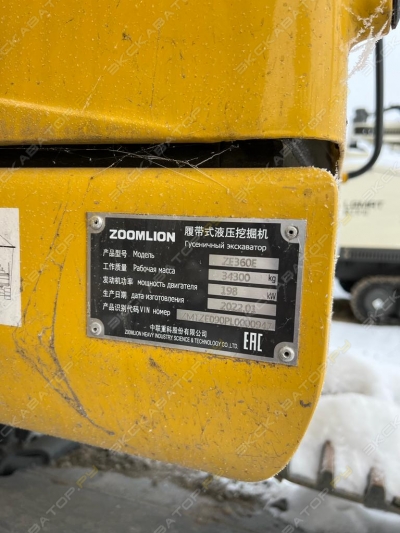 ZOOMLION 履带式液压挖掘机
Гусеничный экскаватор
产品型号 Модель ZE360E
工作质量 Рабочая масса 34300 kg
发动机功率 мощность двигателя 198 kW
生产日期 дата изготовления 2022.01
产品识别代码 VIN номер
中联重科股份有限公司
ZOOMLION HEAVY INDUSTRY SCIENCE & TECHNOLOGY CO.,LTD.
EAC